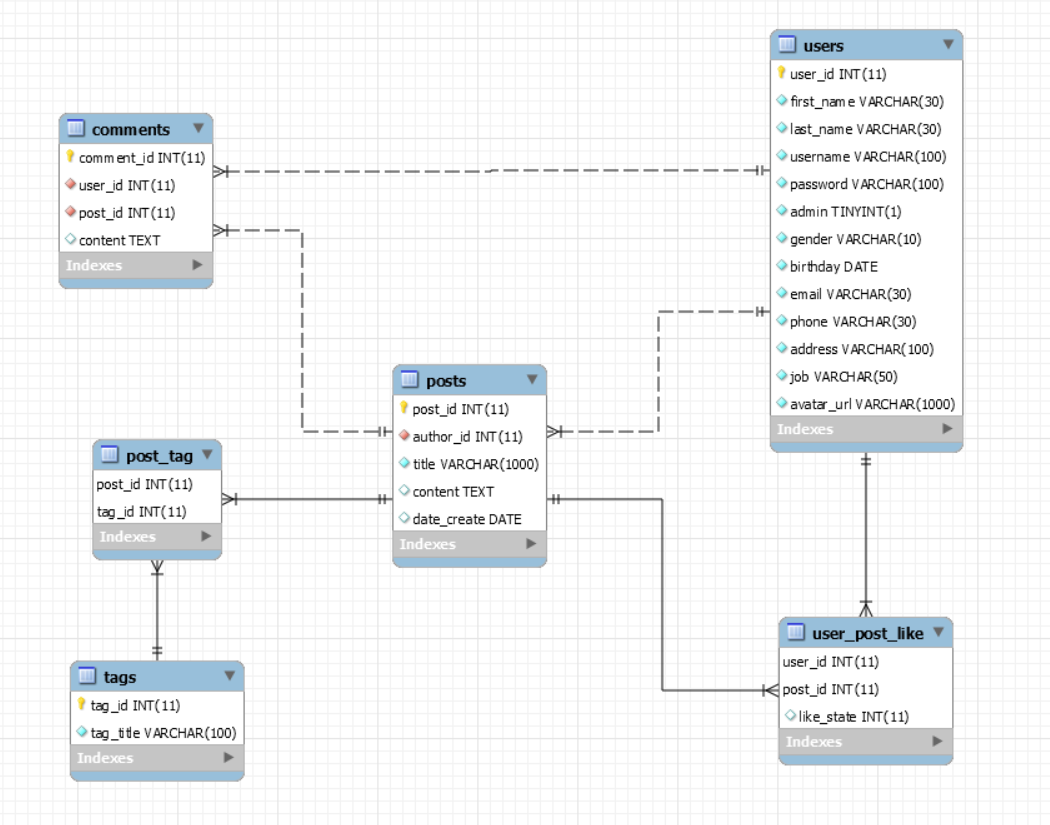 users
user_id INT(11)
first_name VARCHAR(30)
last_name VARCHAR(30)
username VARCHAR(100)
password VARCHAR(100)
admin TINYINT(1)
gender VARCHAR(10)
birthday DATE
email VARCHAR(30)
phone VARCHAR(30)
address VARCHAR(100)
job VARCHAR(50)
avatar_url VARCHAR(1000)
Indexes
comments
comment_id INT(11)
user_id INT(11)
post_id INT(11)
content TEXT
Indexes
posts
post_id INT(11)
author_id INT(11)
title VARCHAR(1000)
content TEXT
date_create DATE
Indexes
post_tag
post_id INT(11)
tag_id INT(11)
Indexes
user_post_like
user_id INT(11)
post_id INT(11)
like_state INT(11)
Indexes
tags
tag_id INT(11)
tag_title VARCHAR(100)
Indexes